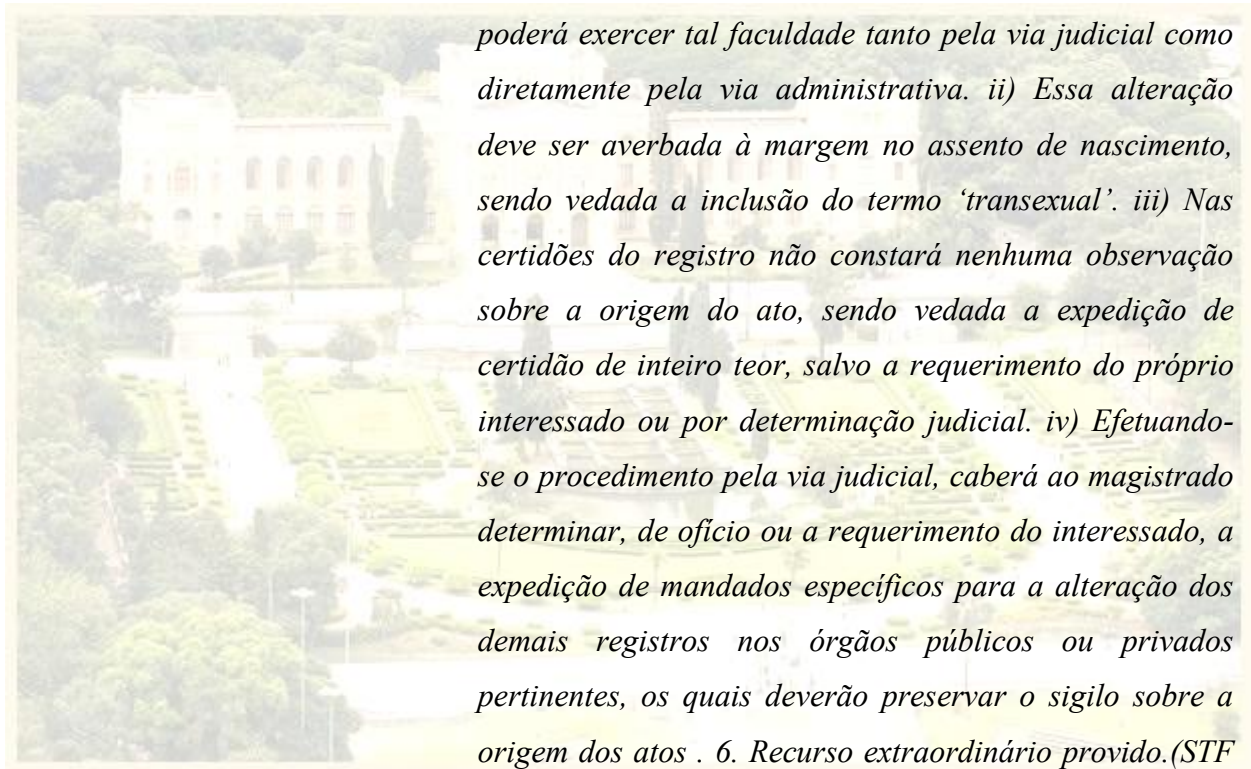 poderá exercer tal faculdade tanto pela via judicial como
diretamente pela via administrativa. ii) Essa alteração
deve ser averbada à margem no assento de nascimento,
sendo vedada a inclusão do termo ‘transexual’. iii) Nas
certidões do registro não constará nenhuma observação
sobre a origem do ato, sendo vedada a expedição de
certidão de inteiro teor, salvo a requerimento do próprio
interessado ou por determinação judicial. iv) Efetuando-
se o procedimento pela via judicial, caberá ao magistrado
determinar, de ofício ou a requerimento do interessado, a
expedição de mandados específicos para a alteração dos
demais registros nos órgãos públicos ou privados
pertinentes, os quais deverão preservar o sigilo sobre a
origem dos atos . 6. Recurso extraordinário provido.(STF